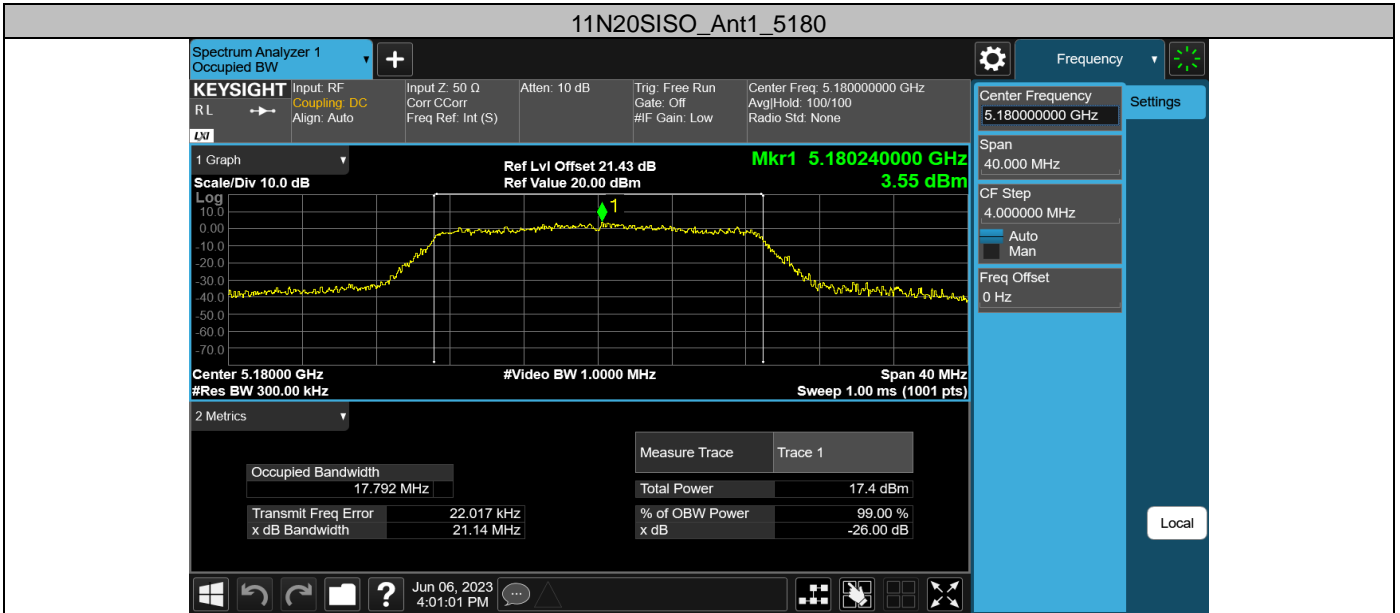 11N20SISO_Ant1_5180
Spectrum Analyzer 1
Occupied BW
Frequency
KEYSIGHT
RL
LXI
Input: RF
Coupling: DC
Align: Auto
Input Z: 50 Ω
Corr CCorr
Freq Ref: Int (S)
Atten: 10 dB
Trig: Free Run
Gate: Off
#IF Gain: Low
Center Freq: 5.180000000 GHz
Avg|Hold: 100/100
Radio Std: None
Center Frequency
5.180000000 GHz
Settings
Span
40.000 MHz
CF Step
4.000000 MHz
Auto
Man
Freq Offset
0 Hz
Local
1 Graph
Scale/Div 10.0 dB
Ref Lvl Offset 21.43 dB
Ref Value 20.00 dBm
Mkr1 5.180240000 GHz
3.55 dBm
Log
10.0
0.00
-10.0
-20.0
-30.0
-40.0
-50.0
-60.0
-70.0
1
Center 5.18000 GHz
#Video BW 1.0000 MHz
Span 40 MHz
#Res BW 300.00 kHz
Sweep 1.00 ms (1001 pts)
2 Metrics
Measure Trace Trace 1
Occupied Bandwidth
17.792 MHz
Total Power 17.4 dBm
Transmit Freq Error 22.017 kHz
% of OBW Power 99.00 %
x dB Bandwidth 21.14 MHz
x dB -26.00 dB
?
Jun 06, 2023
4:01:01 PM